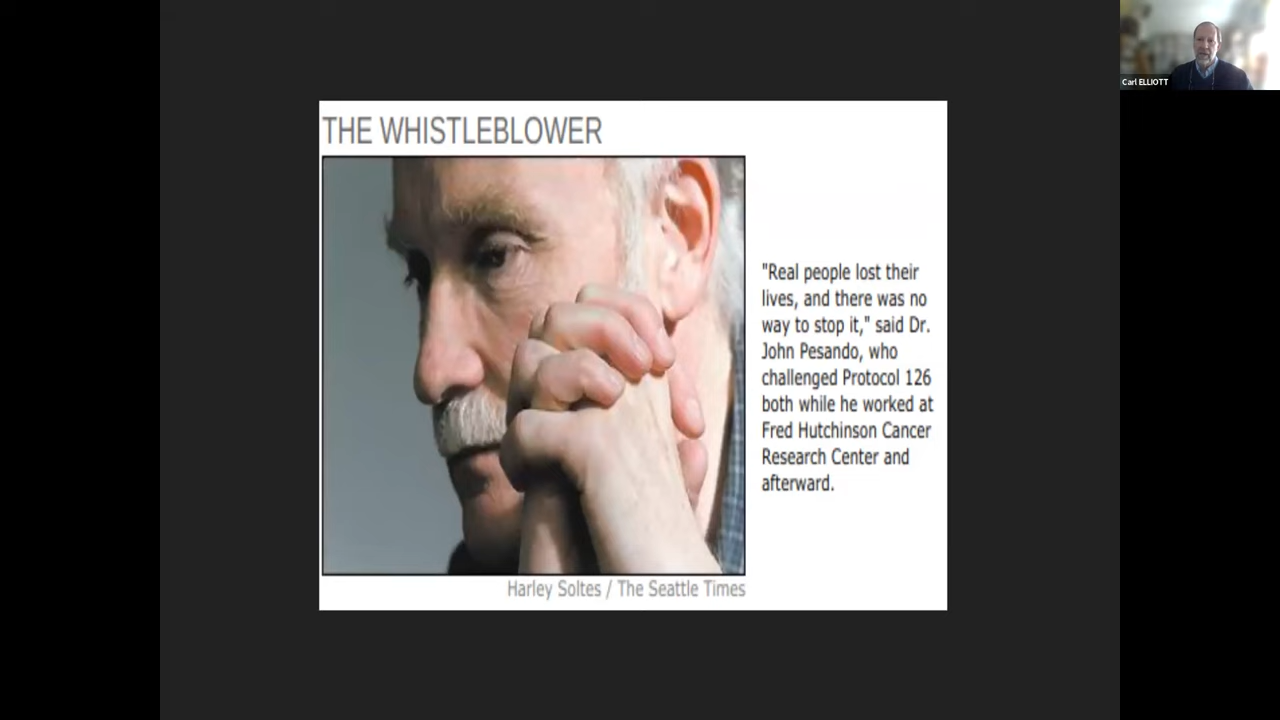 Carl ELLIOTT
THE WHISTLEBLOWER
"Real people lost their
lives, and there was no
way to stop it," said Dr.
John Pesando, who
challenged Protocol 126
both while he worked at
Fred Hutchinson Cancer
Research Center and
afterward.
Harley Soltes / The Seattle Times